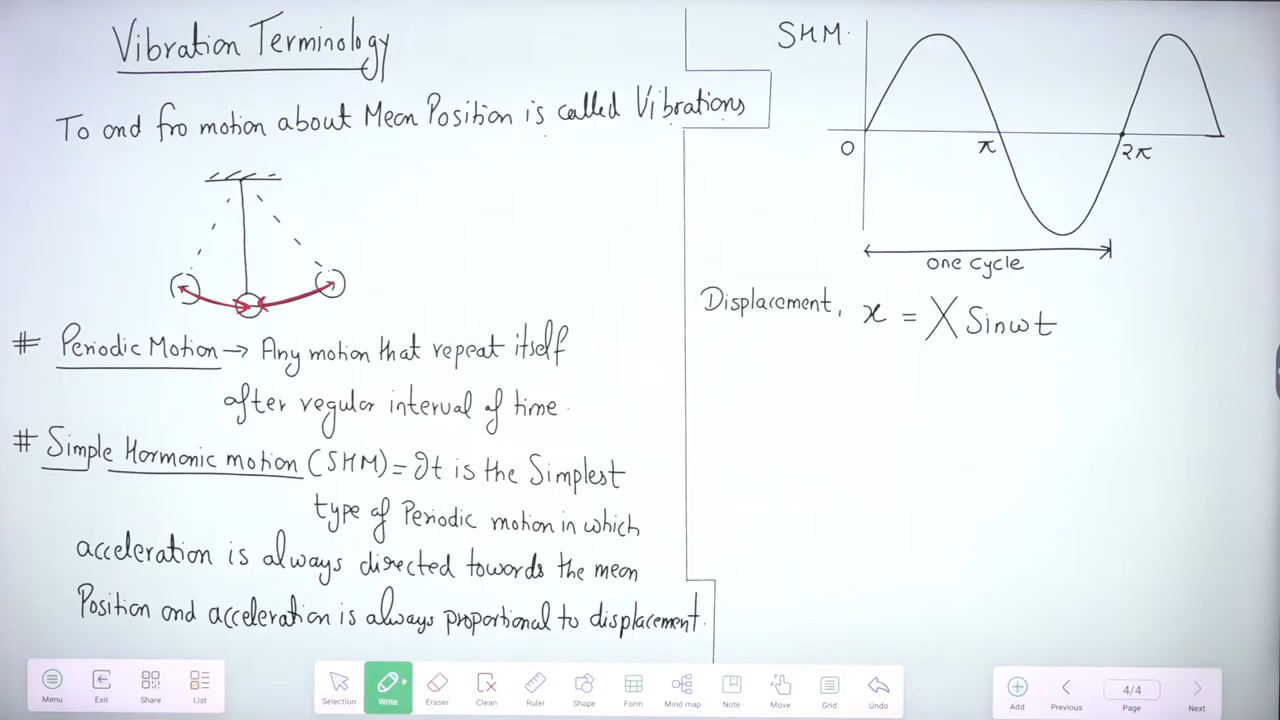 Vibration Terminology
To and fro motion about Mean Position is called Vibrations
# Periodic Motion → Any motion that repeat itself
after regular interval of time.
# Simple Harmonic motion (SHM) = It is the Simplest
type of Periodic motion in which
acceleration is always directed towards the mean
Position and acceleration is always proportional to displacement.
SHM.
0
π
2π
one cycle
Displacement, x = X Sinωt
Menu
Exit
Share
List
Selection
Write
Eraser
Clean
Ruler
Shape
Form
Mind map
Note
Move
Grid
Undo
Add
Previous
4/4
Page
Next